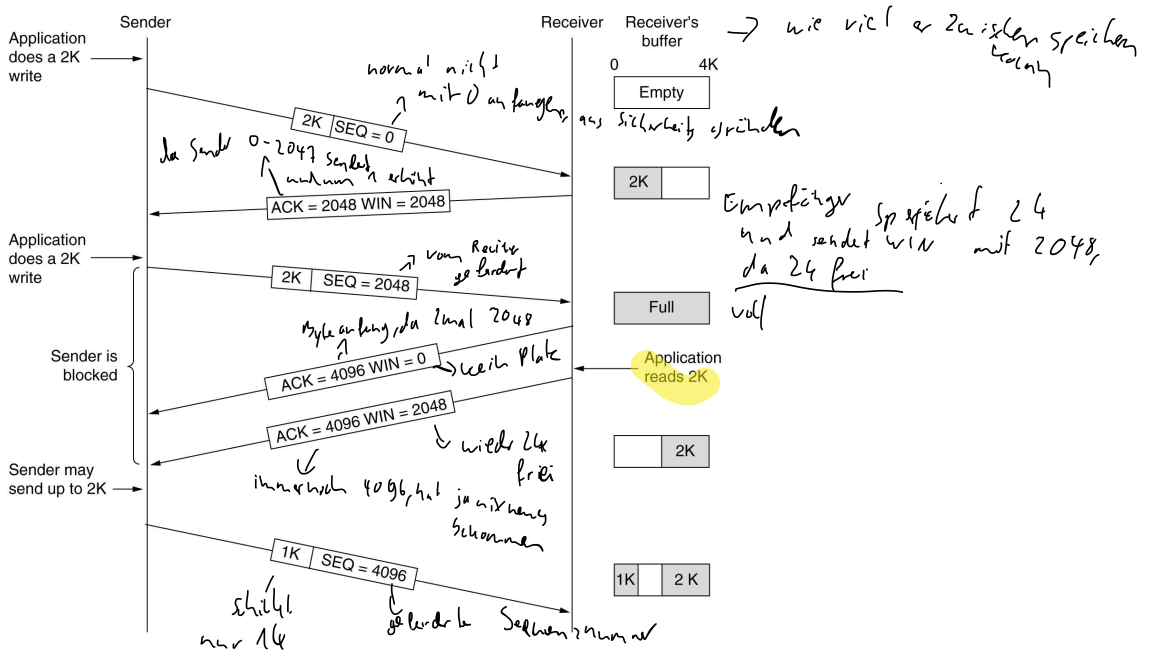 Sender
Receiver
Receiver's
buffer
→ wie viel er zwischen speichern
kann
Application
does a 2K
write
0 4K
Empty
normal nicht
mit 0 anfangen, aus Sicherheitsgründen
2K SEQ = 0
da Sender 0-2047 sendet
und um 1 erhöht
2K
ACK = 2048 WIN = 2048
Empfänger speichert 2k
und sendet WIN mit 2048,
da 2k frei
Application
does a 2K
write
vom
gefordert
2K SEQ = 2048
Full
voll
da 2mal 2048
Sender is
blocked
ACK = 4096 WIN = 0
kein Platz
Application
reads 2K
ACK = 4096 WIN = 2048
wieder 2k
frei
2K
immernoch 4096, hat ja nix neues
bekommen
Sender may
send up to 2K
1K SEQ = 4096
1K 2 K
schickt
nur 1k
geforderte Sequenznummer